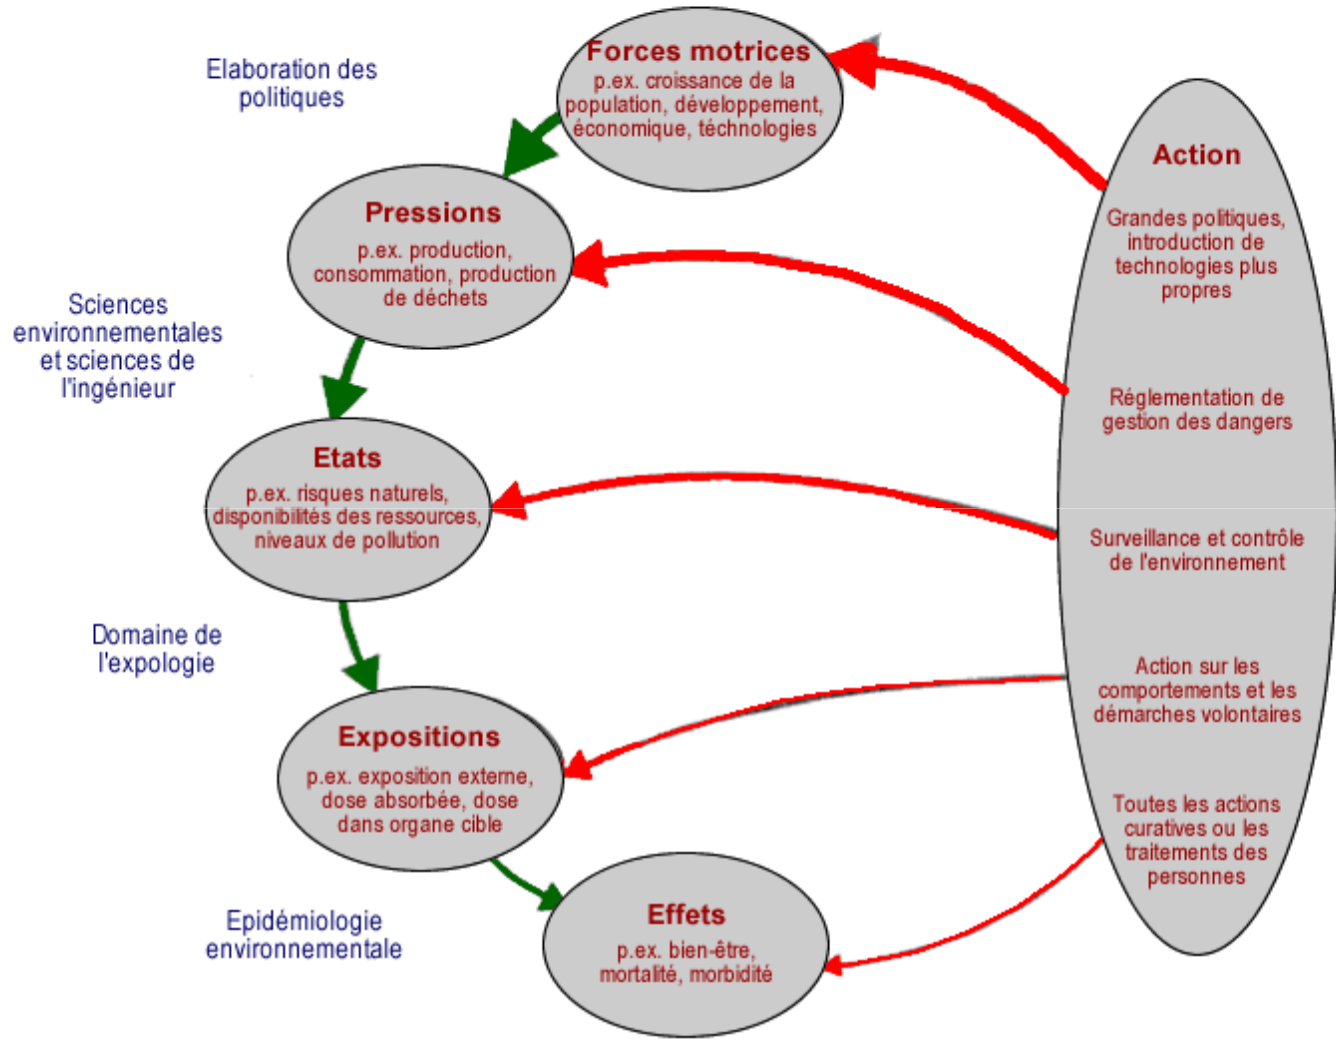 Forces motrices
p.ex. croissance de la
population, développement,
économique, téchnologies
Elaboration des
politiques
Pressions
p.ex. production,
consommation, production
de déchets
Sciences
environnementales
et sciences de
l'ingénieur
Etats
p.ex. risques naturels,
disponibilités des ressources,
niveaux de pollution
Domaine de
l'expologie
Expositions
p.ex. exposition externe,
dose absorbée, dose
dans organe cible
Epidémiologie
environnementale
Effets
p.ex. bien-être,
mortalité, morbidité
Action
Grandes politiques,
introduction de
technologies plus
propres
Réglementation de
gestion des dangers
Surveillance et contrôle
de l'environnement
Action sur les
comportements et les
démarches volontaires
Toutes les actions
curatives ou les
traitements des
personnes